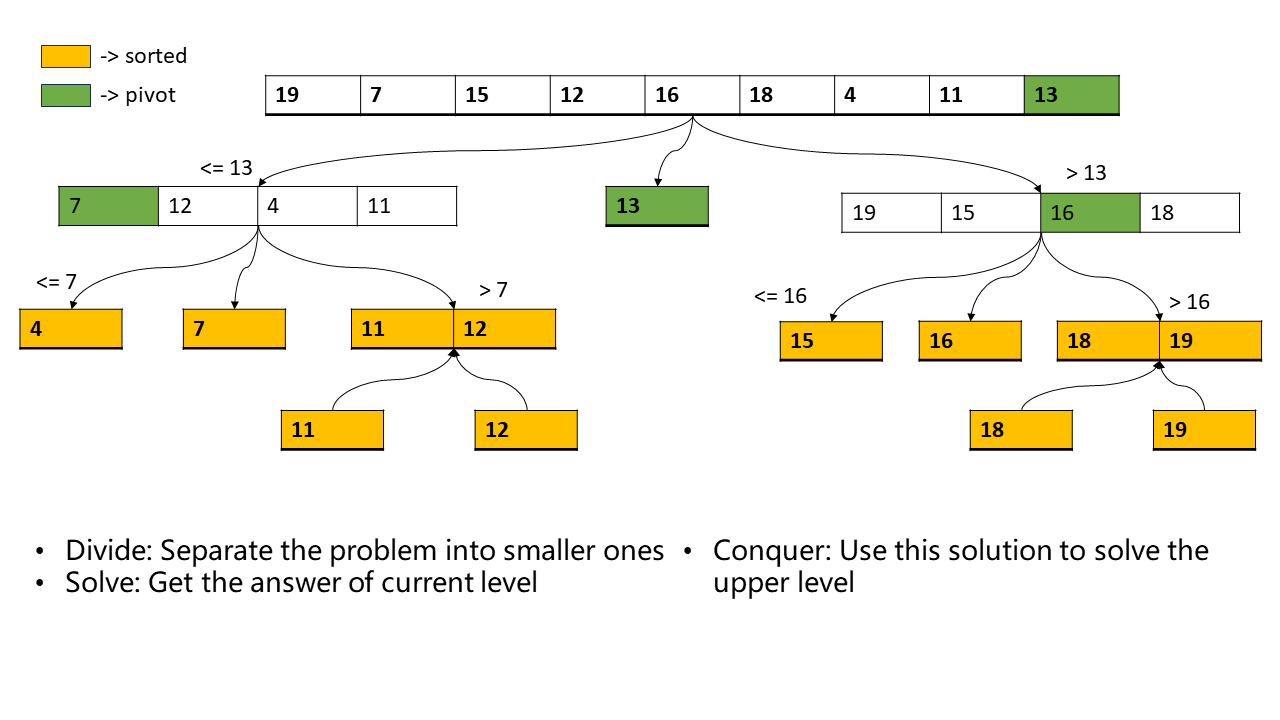 -> sorted
-> pivot
19 7 15 12 16 18 4 11 13
<= 13
> 13
7 12 4 11
13
19 15 16 18
<= 7
> 7
<= 16
> 16
4
7
11 12
15
16
18 19
11
12
18
19
• Divide: Separate the problem into smaller ones
• Solve: Get the answer of current level
• Conquer: Use this solution to solve the
upper level